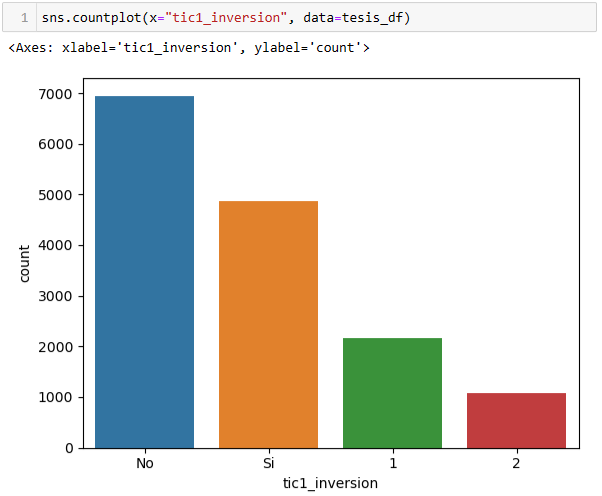 1 sns.countplot(x="tic1_inversion", data=tesis_df)
<Axes: xlabel='tic1_inversion', ylabel='count'>
7000
6000
5000
4000
3000
2000
1000
0
count
No Si 1 2
tic1_inversion